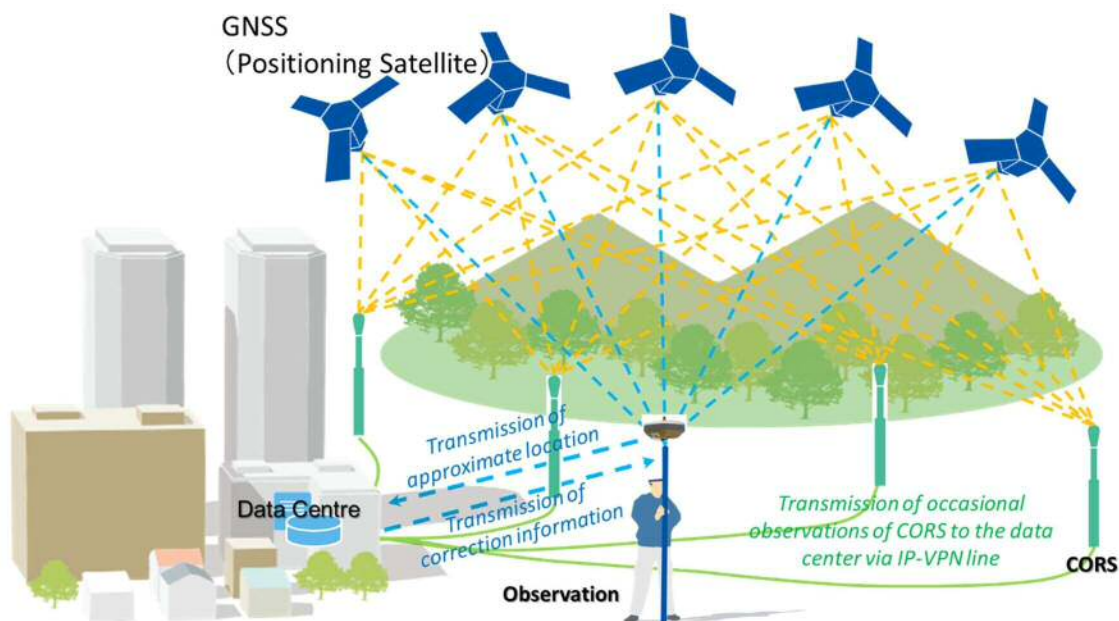 GNSS
（Positioning Satellite）
Transmission of
approximate location
Data Centre
Transmission of
correction information
Transmission of occasional
observations of CORS to the data
center via IP-VPN line
CORS
Observation